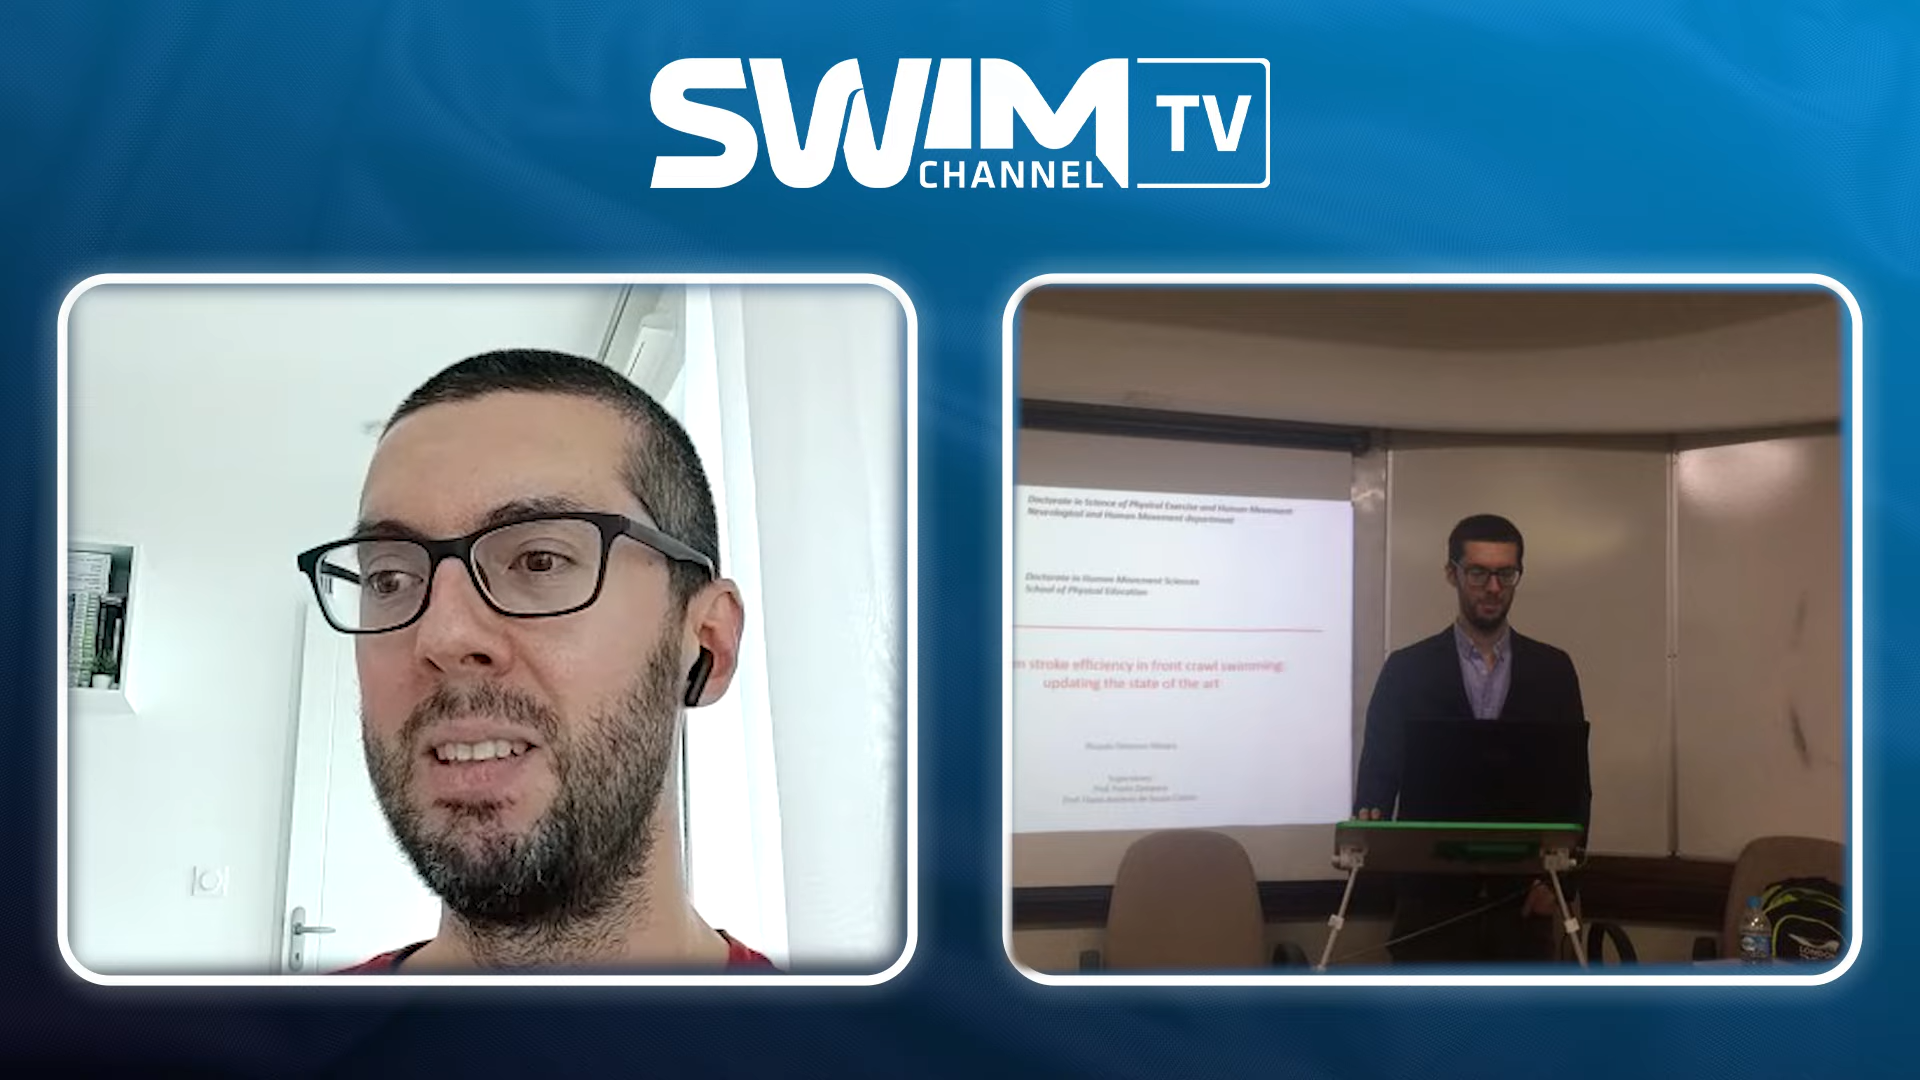 SWIM
CHANNEL
TV
Doctorate in Science of Physical Exercise and Human Movement
Neurological and Human Movement department
Doctorate in Human Movement Sciences
School of Physical Education
stroke efficiency in front crawl swimming:
updating the state of the art
Prof.
Prof.